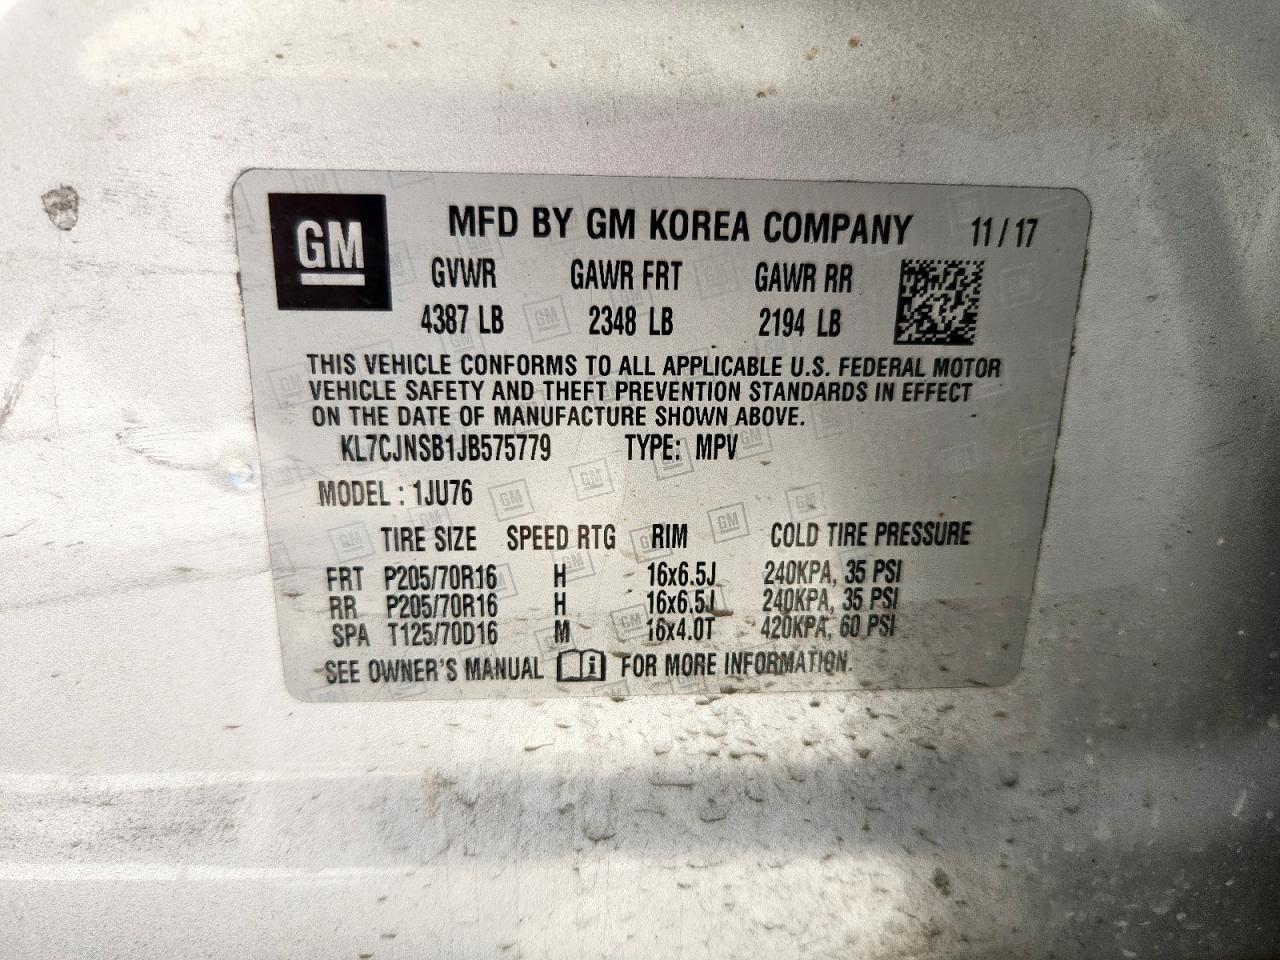 GM
MFD BY GM KOREA COMPANY 11/17
GVWR GAWR FRT GAWR RR
4387 LB 2348 LB 2194 LB
THIS VEHICLE CONFORMS TO ALL APPLICABLE U.S. FEDERAL MOTOR
VEHICLE SAFETY AND THEFT PREVENTION STANDARDS IN EFFECT
ON THE DATE OF MANUFACTURE SHOWN ABOVE.
KL7CJNSB1JB575779 TYPE: MPV
MODEL : 1JU76
TIRE SIZE SPEED RTG RIM COLD TIRE PRESSURE
FRT P205/70R16 H 16x6.5J 240KPA, 35 PSI
RR P205/70R16 H 16x6.5J 240KPA, 35 PSI
SPA T125/70D16 M 16x4.0T 420KPA, 60 PSI
SEE OWNER'S MANUAL FOR MORE INFORMATION.